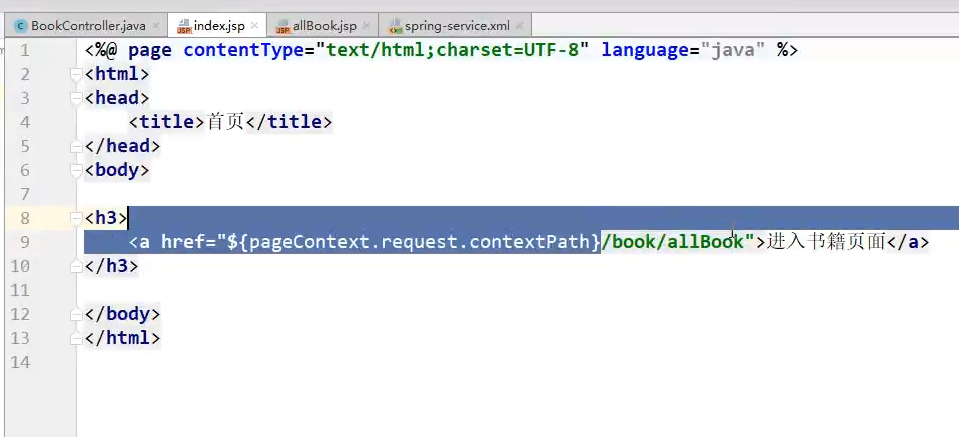 BookController.java index.jsp allBook.jsp spring-service.xml
1 <%@ page contentType="text/html;charset=UTF-8" language="java" %>
2 <html>
3 <head>
4 <title>首页</title>
5 </head>
6 <body>
7
8 <h3>
9 <a href="${pageContext.request.contextPath}/book/allBook">进入书籍页面</a>
10 </h3>
11
12 </body>
13 </html>
14